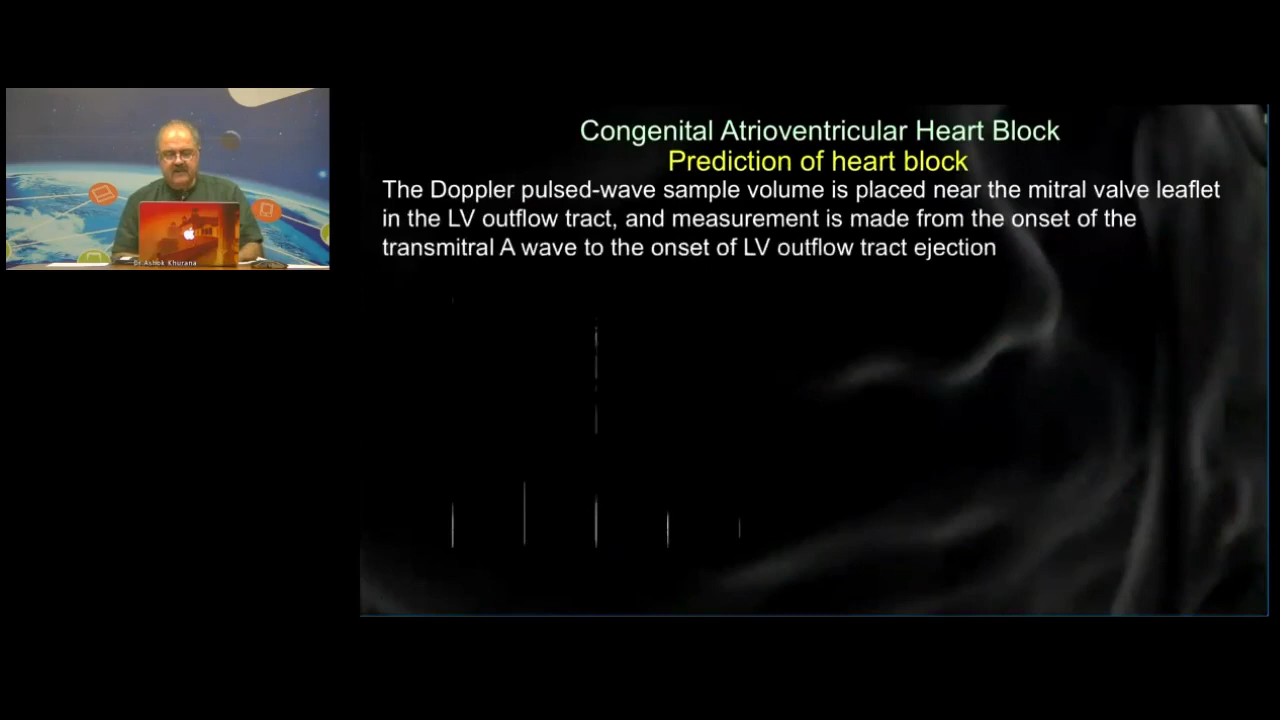 Congenital Atrioventricular Heart Block
Prediction of heart block
The Doppler pulsed-wave sample volume is placed near the mitral valve leaflet
in the LV outflow tract, and measurement is made from the onset of the
transmitral A wave to the onset of LV outflow tract ejection
Dr.Ashok Khurana